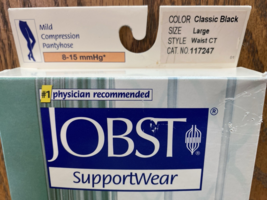 Mild
Compression
Pantyhose
8-15 mmHg*
COLOR Classic Black
SIZE Large
STYLE Waist CT
CAT NO. 117247
#1 physician recommended
JOBST®
SupportWear